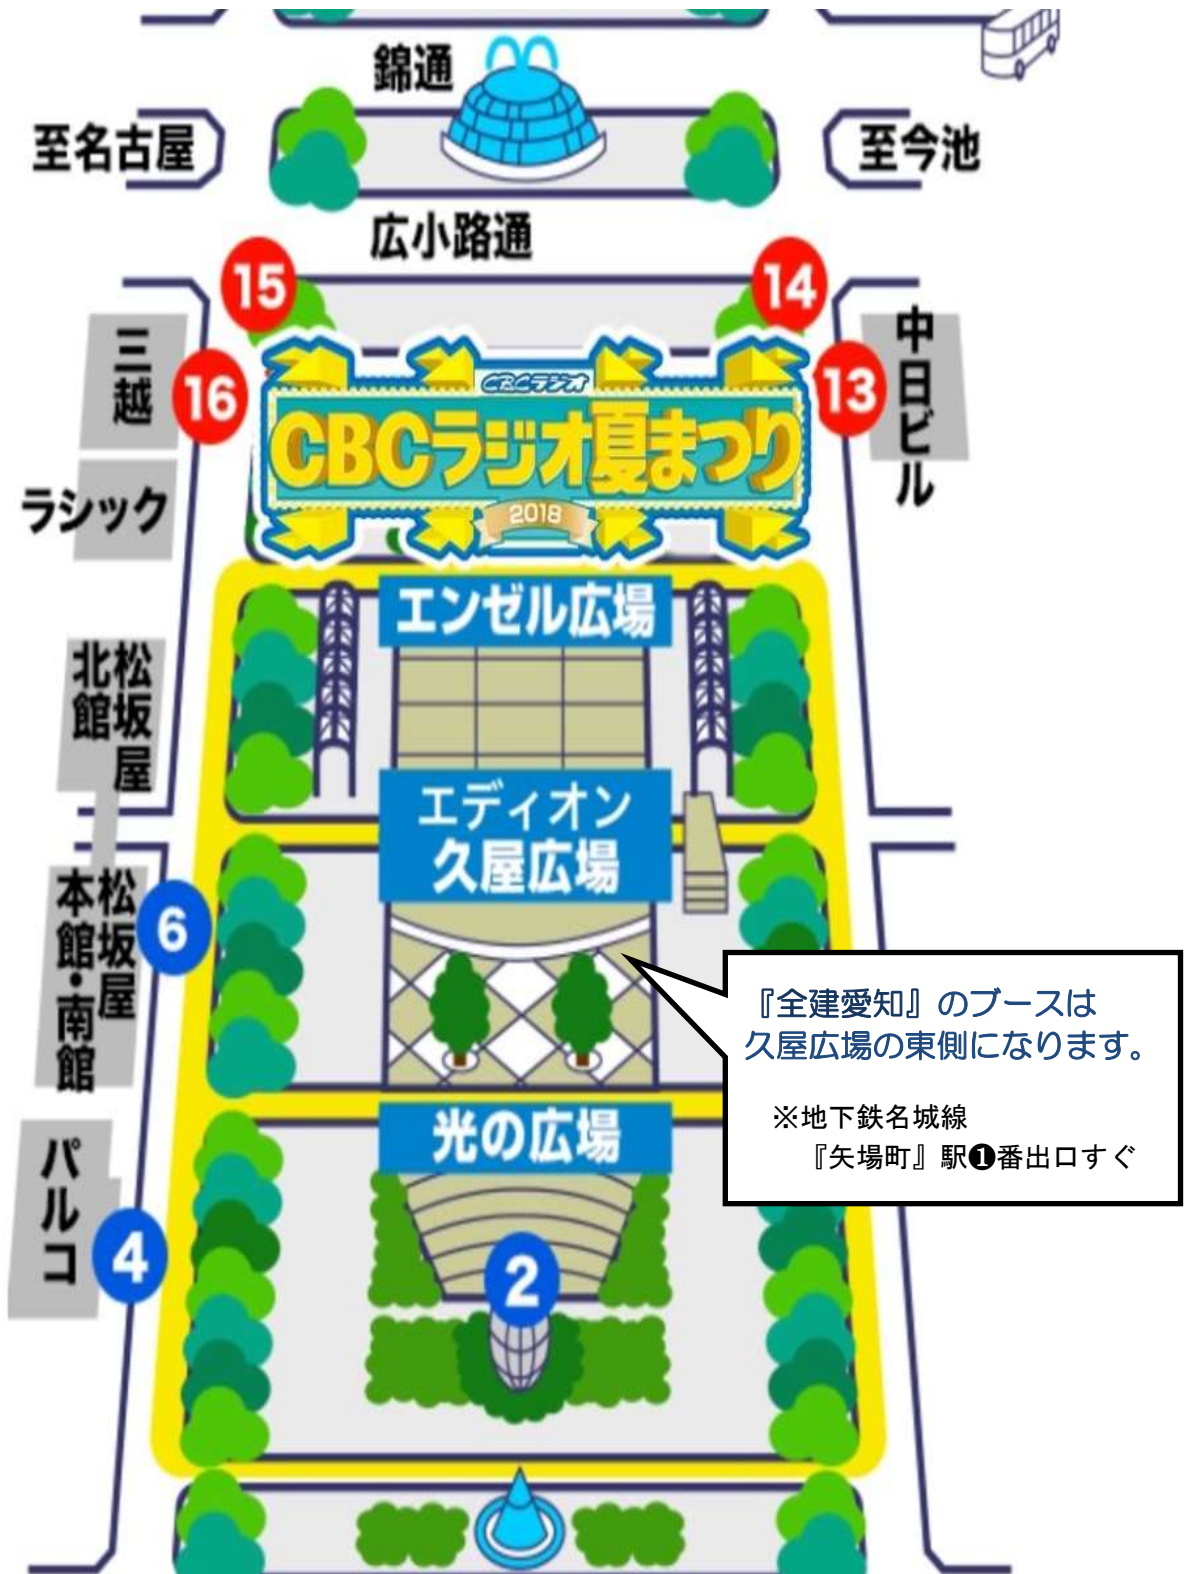 錦通
至名古屋
至今池
広小路通
15
14
三越
16
13
中日ビル
CBCラジオ
CBCラジオ夏まつり
2018
ラシック
エンゼル広場
松坂屋
北館
エディオン
久屋広場
松坂屋
本館・南館
6
『全建愛知』のブースは
久屋広場の東側になります。
※地下鉄名城線
『矢場町』駅❶番出口すぐ
光の広場
パルコ
4
2